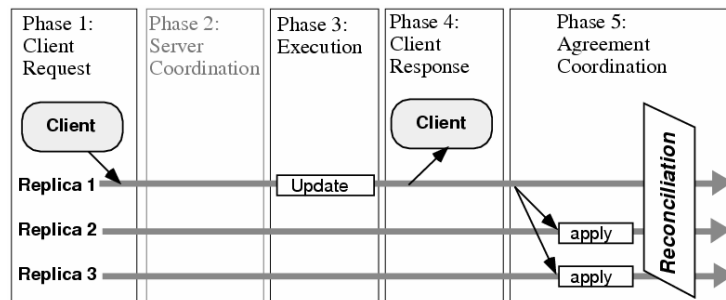 Phase 1:
Client
Request
Phase 2:
Server
Coordination
Phase 3:
Execution
Phase 4:
Client
Response
Phase 5:
Agreement
Coordination
Client
Client
Replica 1
Update
Replica 2
apply
Replica 3
apply
Reconciliation